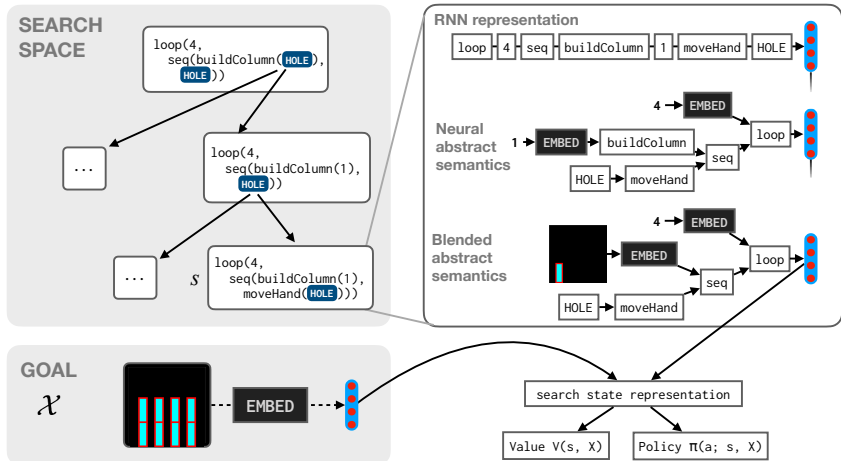 SEARCH
SPACE
loop(4,
seq(buildColumn(HOLE),
HOLE))
...
loop(4,
seq(buildColumn(1),
HOLE))
...
s
loop(4,
seq(buildColumn(1),
moveHand(HOLE)))
RNN representation
loop 4 seq buildColumn 1 moveHand HOLE
Neural
abstract
semantics
4 EMBED
1 EMBED buildColumn
loop
seq
HOLE moveHand
Blended
abstract
semantics
4 EMBED
EMBED
loop
seq
HOLE moveHand
GOAL
𝒳
EMBED
search state representation
Value V(s, X)
Policy π(a; s, X)